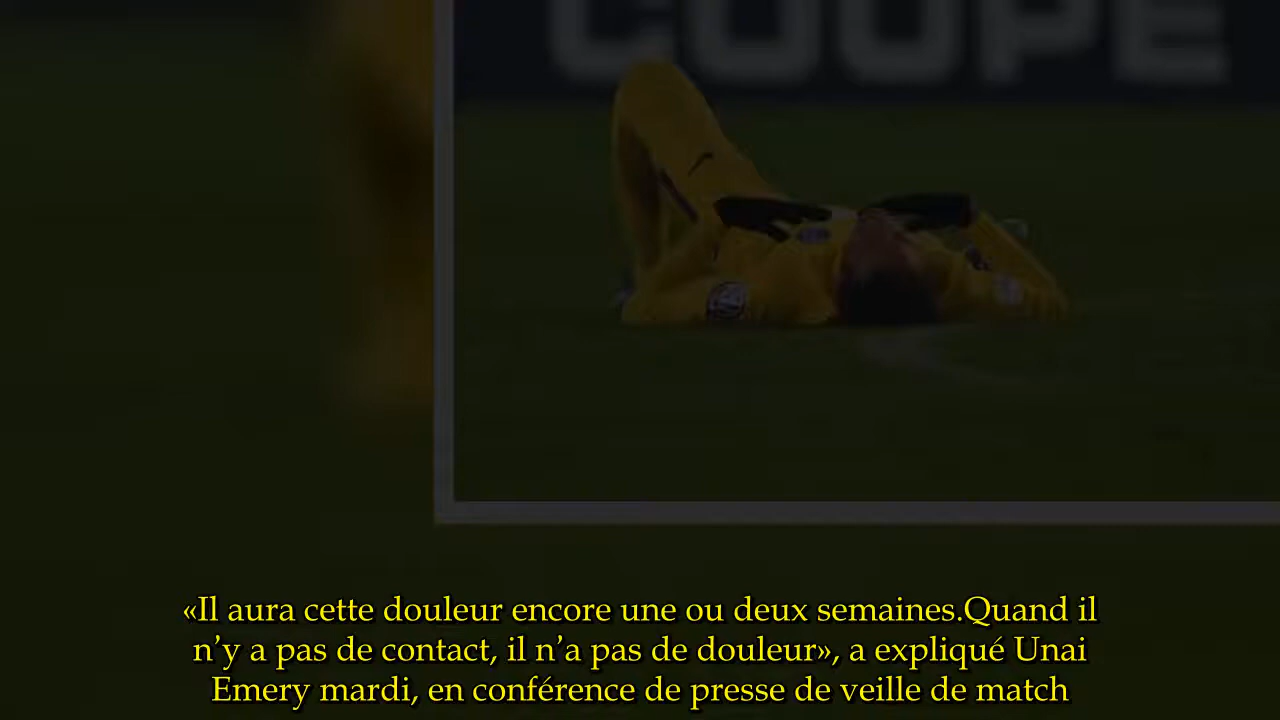 COUPE
«Il aura cette douleur encore une ou deux semaines.Quand il
n’y a pas de contact, il n’a pas de douleur», a expliqué Unai
Emery mardi, en conférence de presse de veille de match